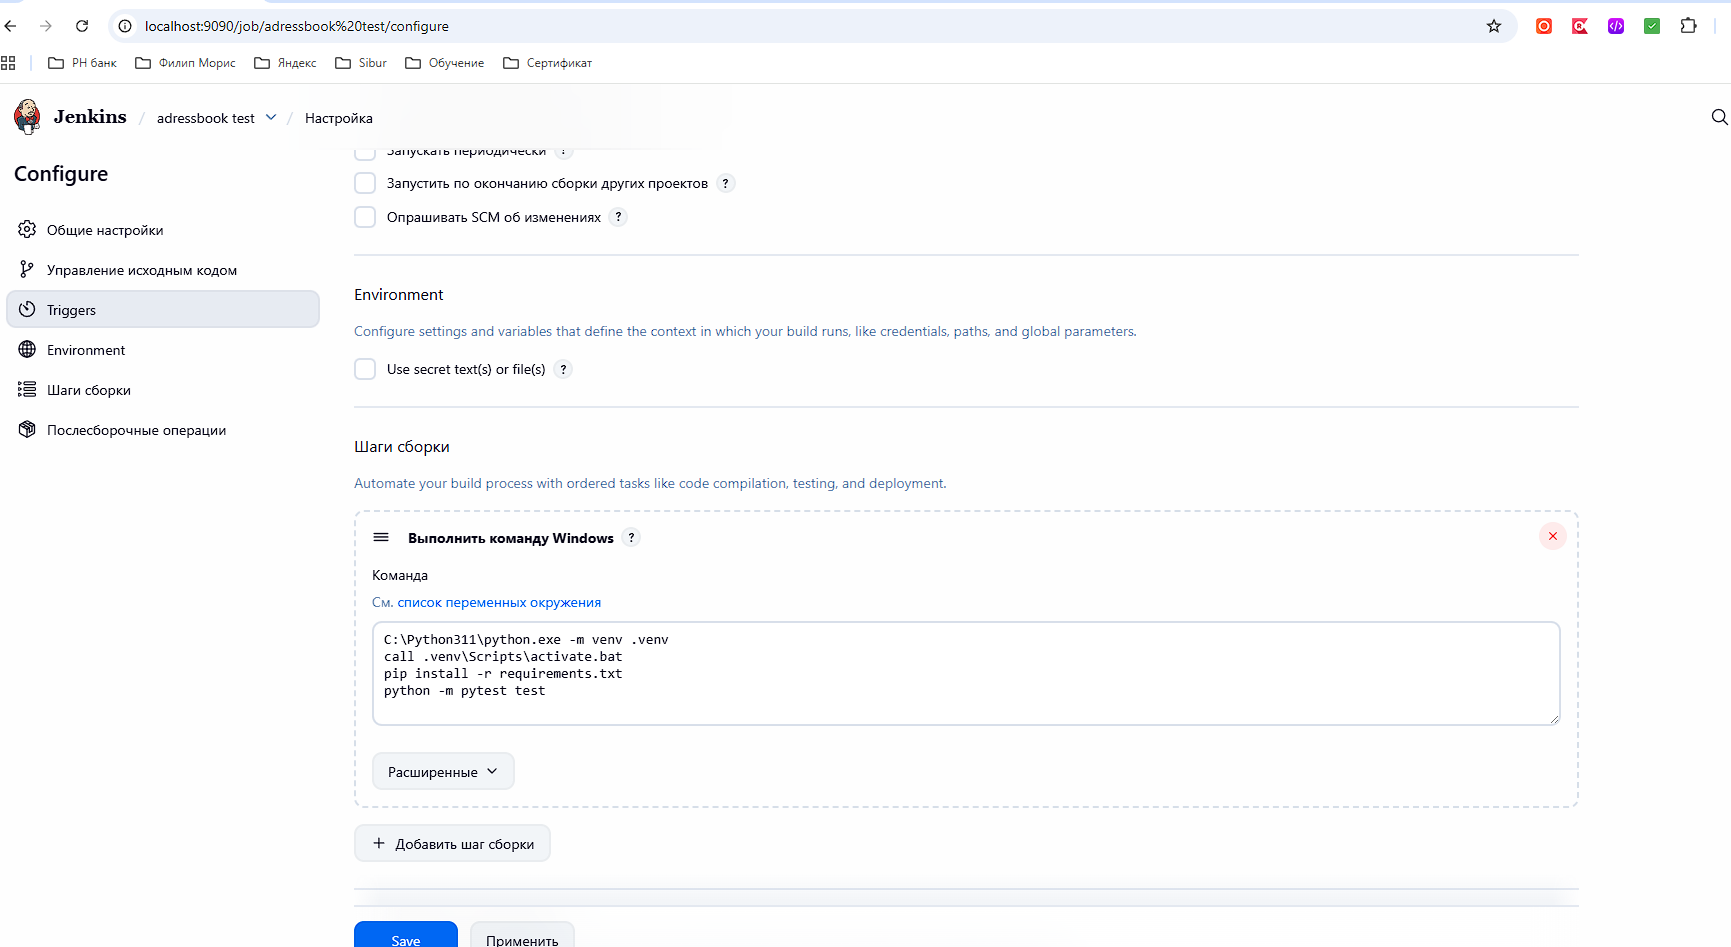 localhost:9090/job/adressbook%20test/configure
РН банк
Филип Морис
Яндекс
Sibur
Обучение
Сертификат
Jenkins / adressbook test / Настройка
Configure
Общие настройки
Управление исходным кодом
Triggers
Environment
Шаги сборки
Послесборочные операции
Запускать периодически ?
Запустить по окончанию сборки других проектов ?
Опрашивать SCM об изменениях ?
Environment
Configure settings and variables that define the context in which your build runs, like credentials, paths, and global parameters.
Use secret text(s) or file(s) ?
Шаги сборки
Automate your build process with ordered tasks like code compilation, testing, and deployment.
Выполнить команду Windows ?
Команда
См. список переменных окружения
C:\Python311\python.exe -m venv .venv
call .venv\Scripts\activate.bat
pip install -r requirements.txt
python -m pytest test
Расширенные
+ Добавить шаг сборки
Save
Применить